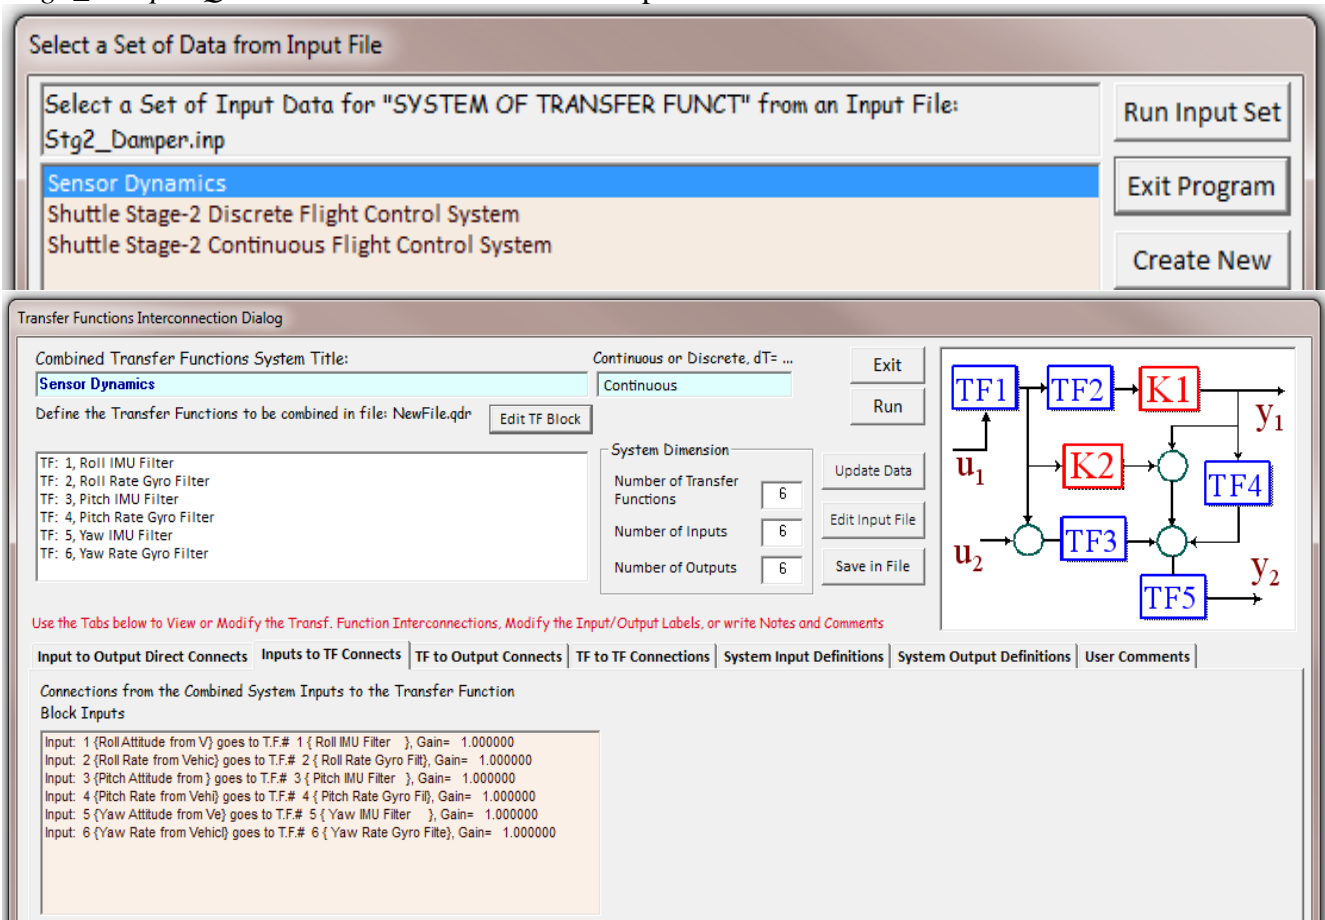 Select a Set of Data from Input File
Select a Set of Input Data for "SYSTEM OF TRANSFER FUNCT" from an Input File:
Stg2_Damper.inp
Run Input Set
Sensor Dynamics
Shuttle Stage-2 Discrete Flight Control System
Shuttle Stage-2 Continuous Flight Control System
Exit Program
Create New
Transfer Functions Interconnection Dialog
Combined Transfer Functions System Title:
Continuous or Discrete, dT= ...
Sensor Dynamics
Continuous
Exit
Run
Define the Transfer Functions to be combined in file: NewFile.qdr
Edit TF Block
TF: 1, Roll IMU Filter
TF: 2, Roll Rate Gyro Filter
TF: 3, Pitch IMU Filter
TF: 4, Pitch Rate Gyro Filter
TF: 5, Yaw IMU Filter
TF: 6, Yaw Rate Gyro Filter
System Dimension
Number of Transfer
Functions
6
Number of Inputs
6
Number of Outputs
6
Update Data
Edit Input File
Save in File
TF1
TF2
K1
y1
u1
K2
TF4
u2
TF3
y2
TF5
Use the Tabs below to View or Modify the Transf. Function Interconnections, Modify the Input/Output Labels, or write Notes and Comments
Input to Output Direct Connects
Inputs to TF Connects
TF to Output Connects
TF to TF Connections
System Input Definitions
System Output Definitions
User Comments
Connections from the Combined System Inputs to the Transfer Function
Block Inputs
Input: 1 {Roll Attitude from V} goes to T.F.# 1 { Roll IMU Filter }, Gain= 1.000000
Input: 2 {Roll Rate from Vehic} goes to T.F.# 2 { Roll Rate Gyro Filt}, Gain= 1.000000
Input: 3 {Pitch Attitude from } goes to T.F.# 3 { Pitch IMU Filter }, Gain= 1.000000
Input: 4 {Pitch Rate from Vehi} goes to T.F.# 4 { Pitch Rate Gyro Fil}, Gain= 1.000000
Input: 5 {Yaw Attitude from Ve} goes to T.F.# 5 { Yaw IMU Filter }, Gain= 1.000000
Input: 6 {Yaw Rate from Vehicl} goes to T.F.# 6 { Yaw Rate Gyro Filte}, Gain= 1.000000